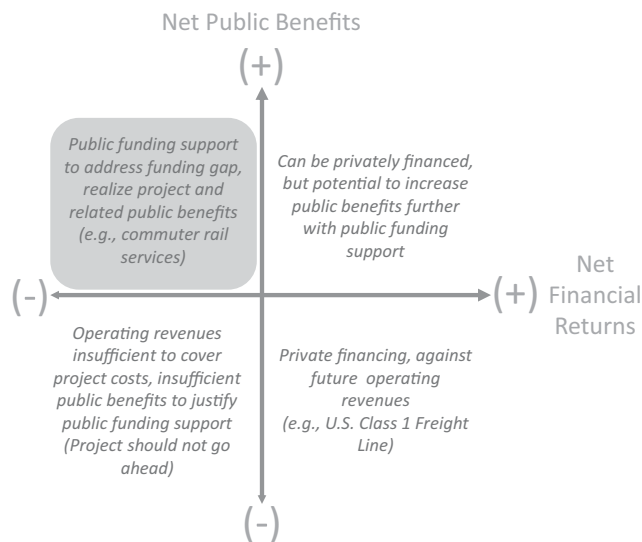 Net Public Benefits
(+)
Public funding support
to address funding gap,
realize project and
related public benefits
(e.g., commuter rail
services)
Can be privately financed,
but potential to increase
public benefits further
with public funding
support
(-)
(+)
Net
Financial
Returns
Operating revenues
insufficient to cover
project costs, insufficient
public benefits to justify
public funding support
(Project should not go
ahead)
Private financing, against
future operating
revenues
(e.g., U.S. Class 1 Freight
Line)
(-)